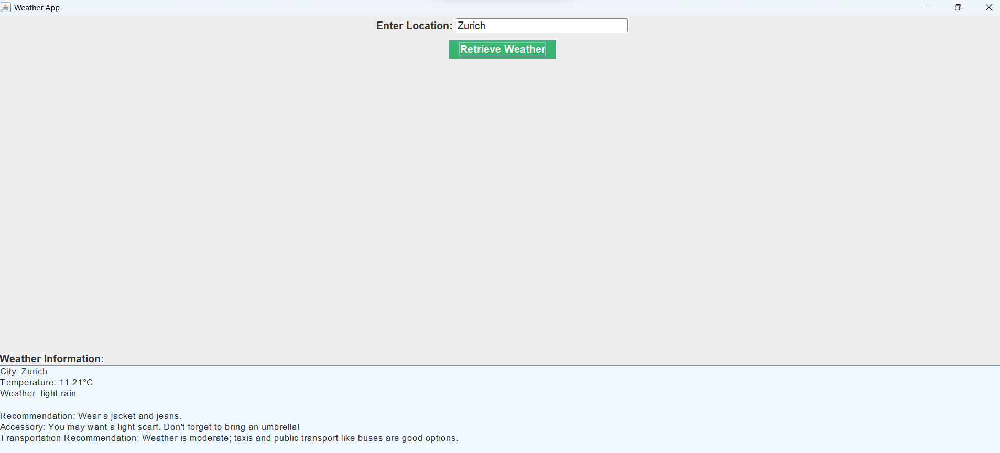 Weather App
Enter Location: Zurich
Retrieve Weather
Weather Information:
City: Zurich
Temperature: 11.21°C
Weather: light rain
Recommendation: Wear a jacket and jeans.
Accessory: You may want a light scarf. Don't forget to bring an umbrella!
Transportation Recommendation: Weather is moderate; taxis and public transport like buses are good options.